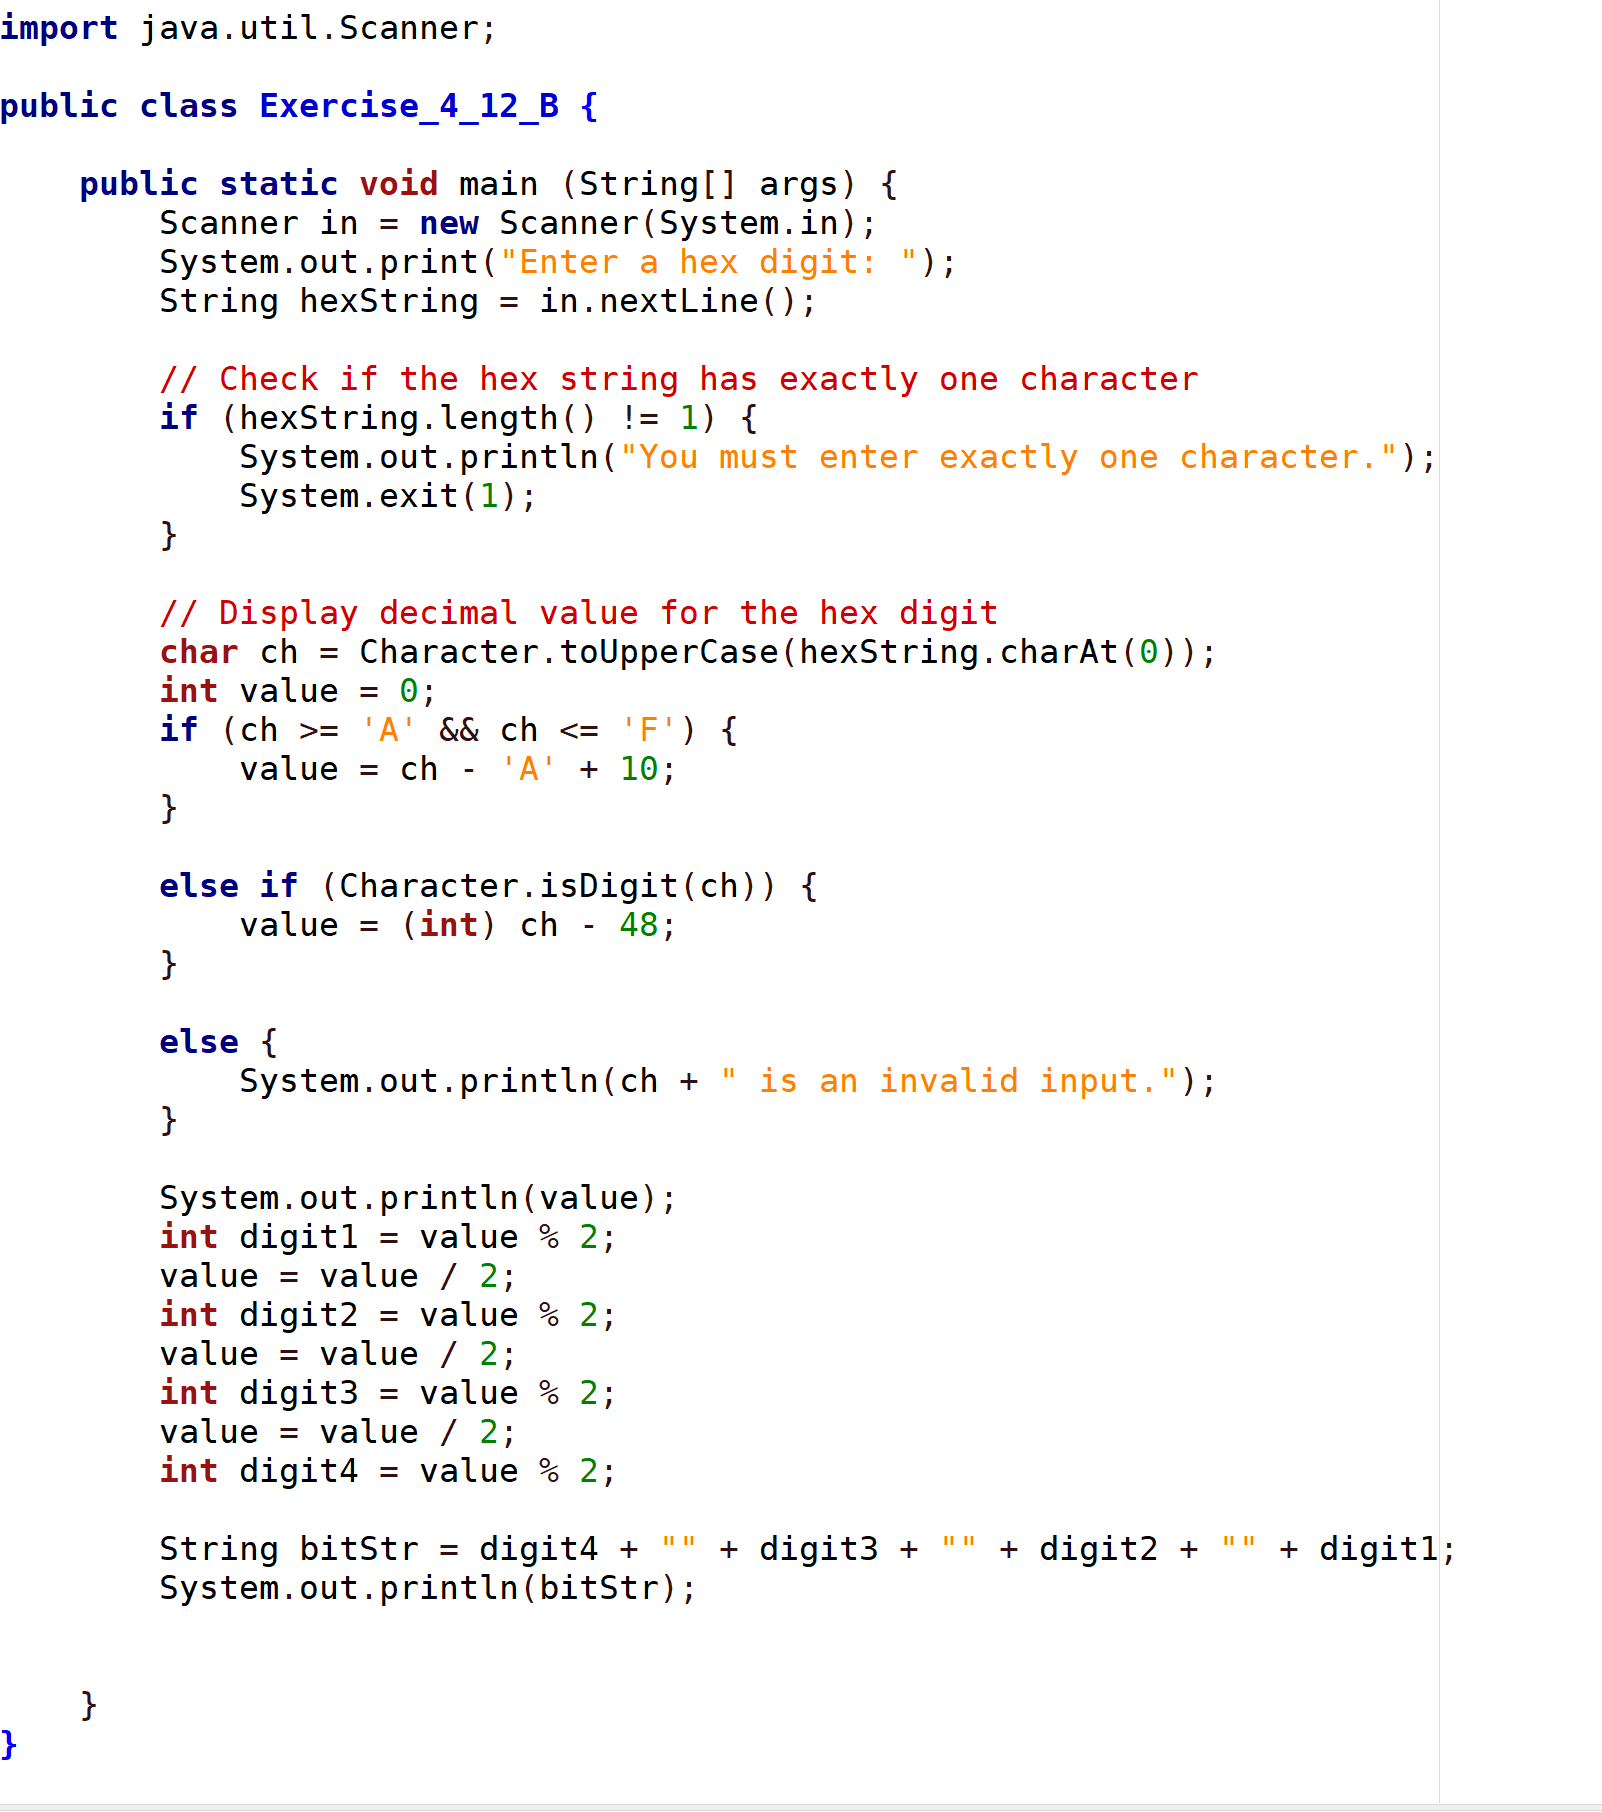 import java.util.Scanner;
public class Exercise_4_12_B {
public static void main (String[] args) {
Scanner in = new Scanner(System.in);
System.out.print("Enter a hex digit: ");
String hexString = in.nextLine();
// Check if the hex string has exactly one character
if (hexString.length() != 1) {
System.out.println("You must enter exactly one character.");
System.exit(1);
}
// Display decimal value for the hex digit
char ch = Character.toUpperCase(hexString.charAt(0));
int value = 0;
if (ch >= 'A' && ch <= 'F') {
value = ch - 'A' + 10;
}
else if (Character.isDigit(ch)) {
value = (int) ch - 48;
}
else {
System.out.println(ch + " is an invalid input.");
}
System.out.println(value);
int digit1 = value % 2;
value = value / 2;
int digit2 = value % 2;
value = value / 2;
int digit3 = value % 2;
value = value / 2;
int digit4 = value % 2;
String bitStr = digit4 + "" + digit3 + "" + digit2 + "" + digit1;
System.out.println(bitStr);
}
}